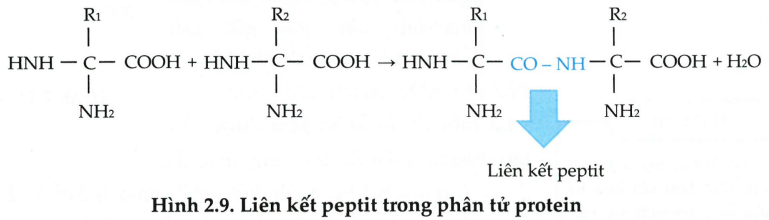 R1 R2 R1 R2
HNH – C – COOH + HNH – C – COOH → HNH – C – CO – NH – C – COOH + H2O
NH2 NH2 NH2 NH2
Liên kết peptit
Hình 2.9. Liên kết peptit trong phân tử protein